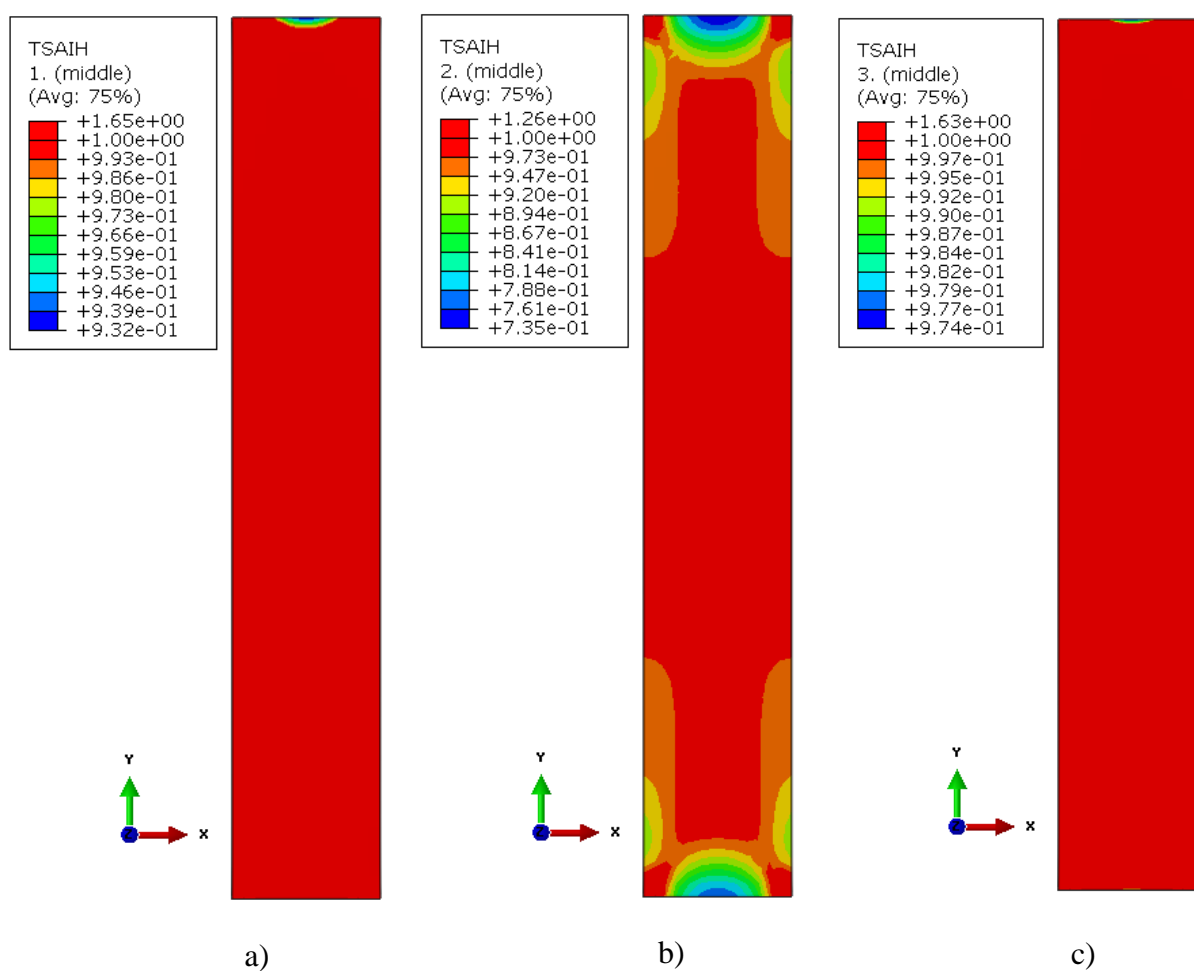 TSAIH
1. (middle)
(Avg: 75%)
+1.65e+00
+1.00e+00
+9.93e-01
+9.86e-01
+9.80e-01
+9.73e-01
+9.66e-01
+9.59e-01
+9.53e-01
+9.46e-01
+9.39e-01
+9.32e-01
Y
Z
X
a)
TSAIH
2. (middle)
(Avg: 75%)
+1.26e+00
+1.00e+00
+9.73e-01
+9.47e-01
+9.20e-01
+8.94e-01
+8.67e-01
+8.41e-01
+8.14e-01
+7.88e-01
+7.61e-01
+7.35e-01
Y
Z
X
b)
TSAIH
3. (middle)
(Avg: 75%)
+1.63e+00
+1.00e+00
+9.97e-01
+9.95e-01
+9.92e-01
+9.90e-01
+9.87e-01
+9.84e-01
+9.82e-01
+9.79e-01
+9.77e-01
+9.74e-01
Y
Z
X
c)